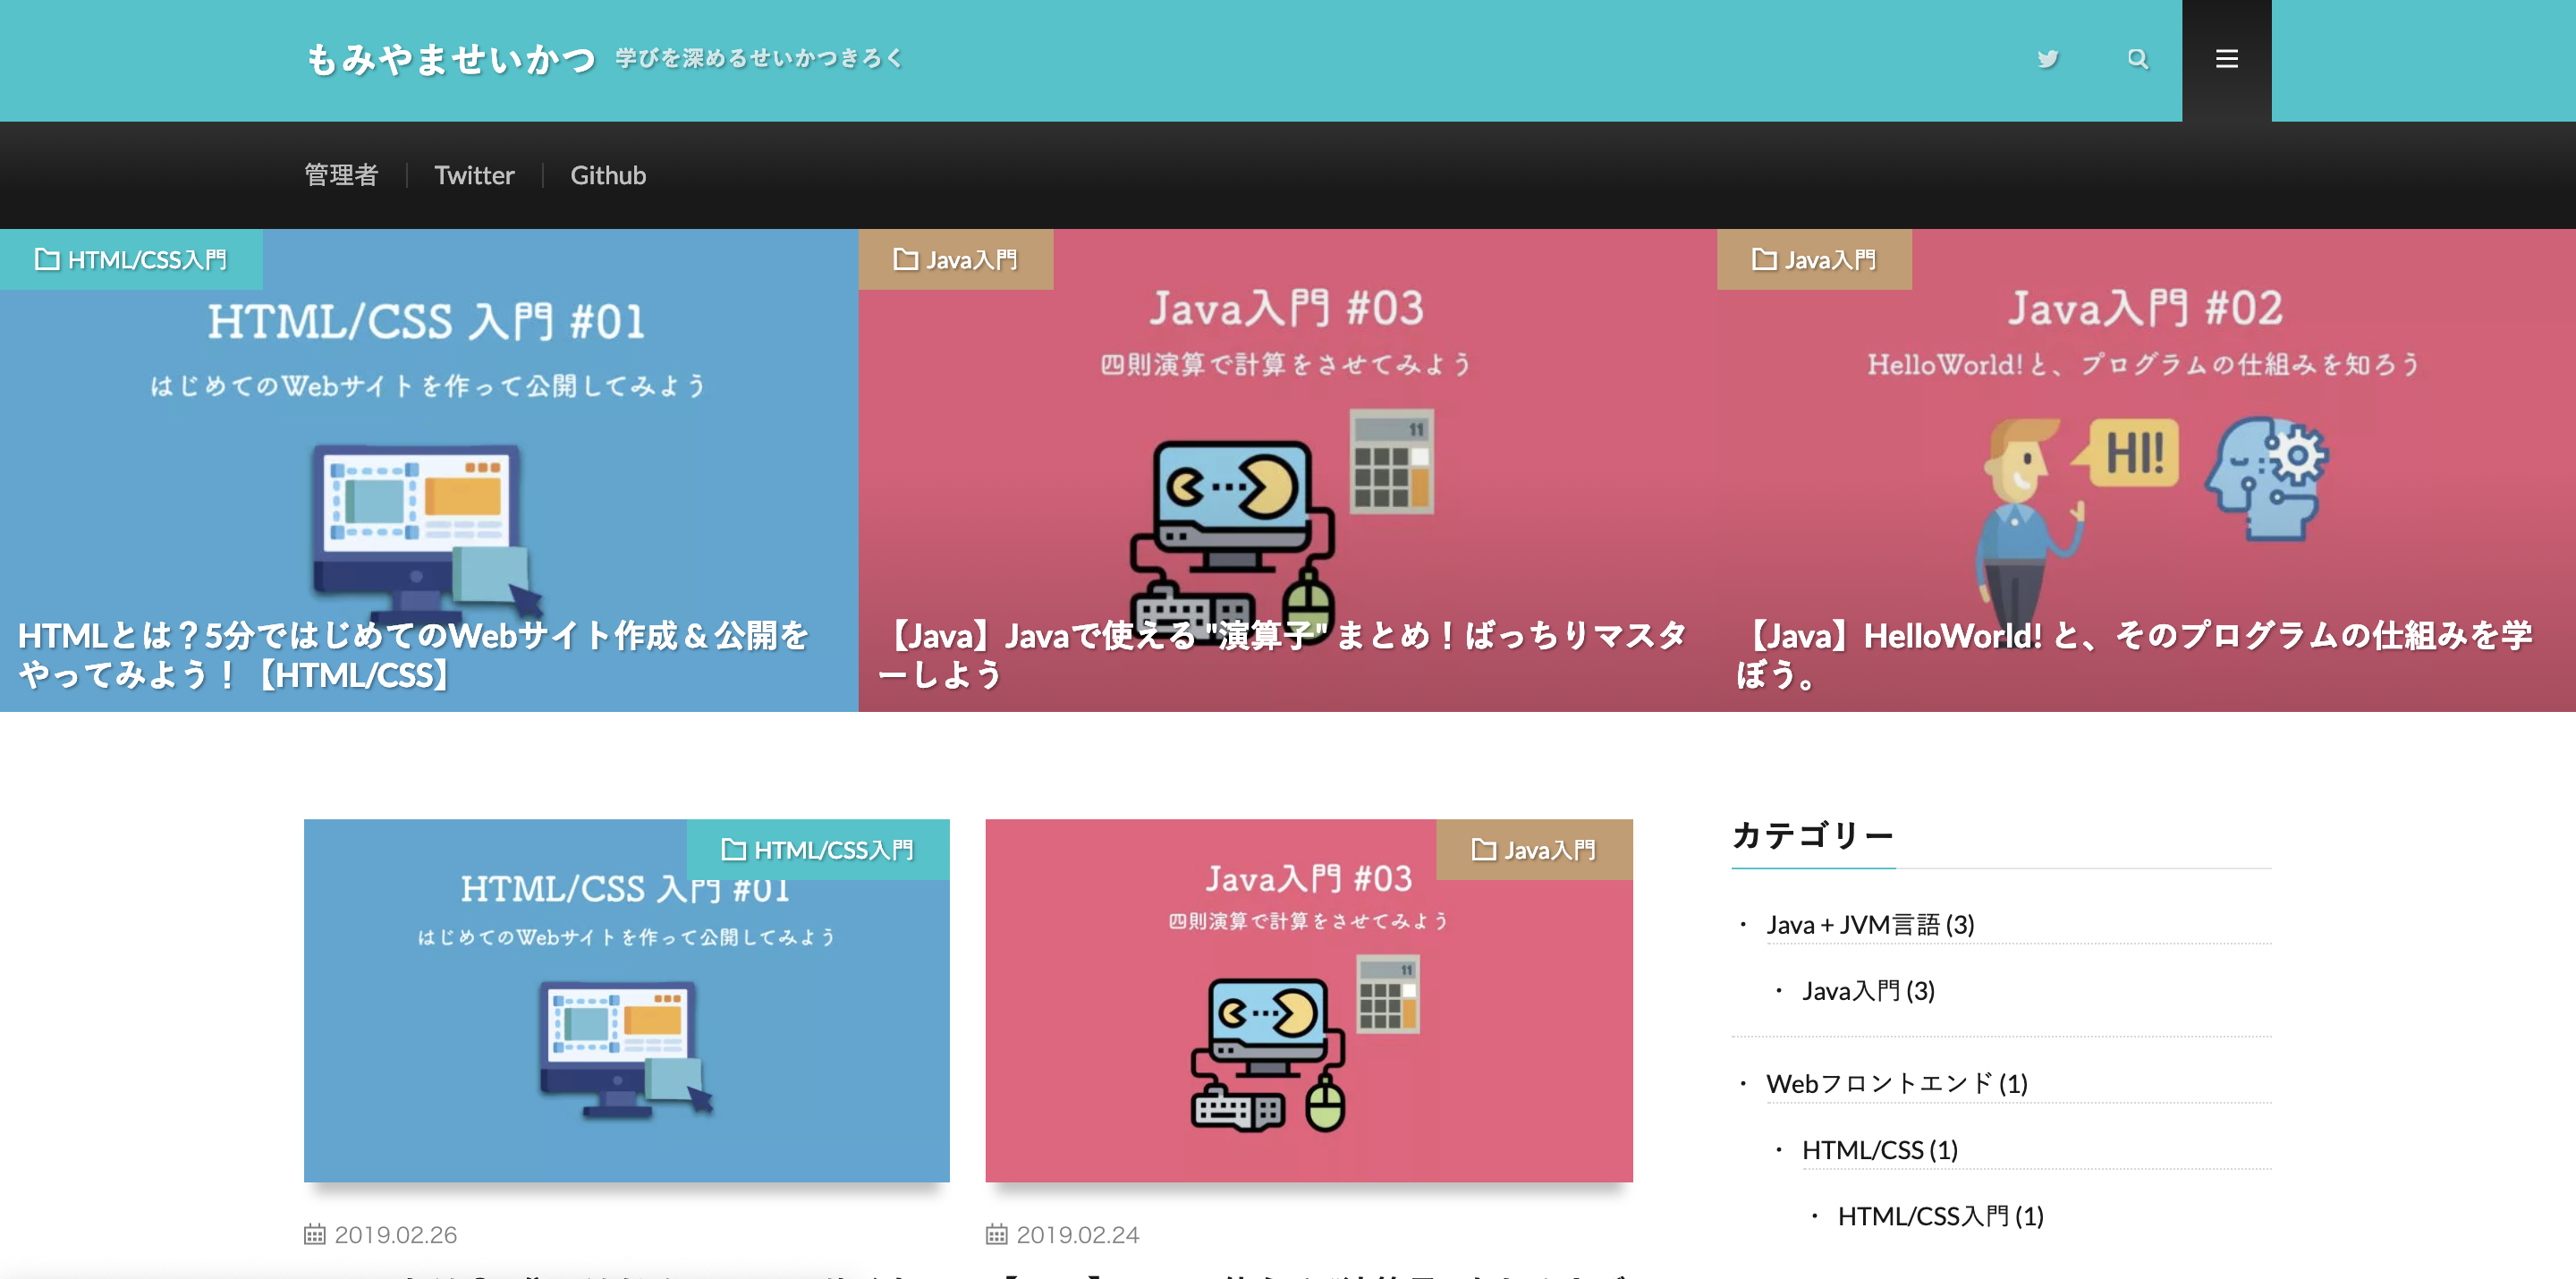 もみやませいかつ 学びを深めるせいかつきろく
管理者 Twitter Github
HTML/CSS入門
HTML/CSS 入門 #01
はじめてのWebサイトを作って公開してみよう
HTMLとは？5分ではじめてのWebサイト作成 & 公開を
やってみよう！【HTML/CSS】
Java入門
Java入門 #03
四則演算で計算をさせてみよう
11
【Java】Javaで使える "演算子" まとめ！ばっちりマスタ
ーしよう
Java入門
Java入門 #02
HelloWorld!と、プログラムの仕組みを知ろう
HI!
【Java】HelloWorld! と、そのプログラムの仕組みを学
ぼう。
HTML/CSS入門
HTML/CSS 入門 #01
はじめてのWebサイトを作って公開してみよう
2019.02.26
Java入門
Java入門 #03
四則演算で計算をさせてみよう
11
2019.02.24
カテゴリー
・ Java + JVM言語 (3)
・ Java入門 (3)
・ Webフロントエンド (1)
・ HTML/CSS (1)
・ HTML/CSS入門 (1)